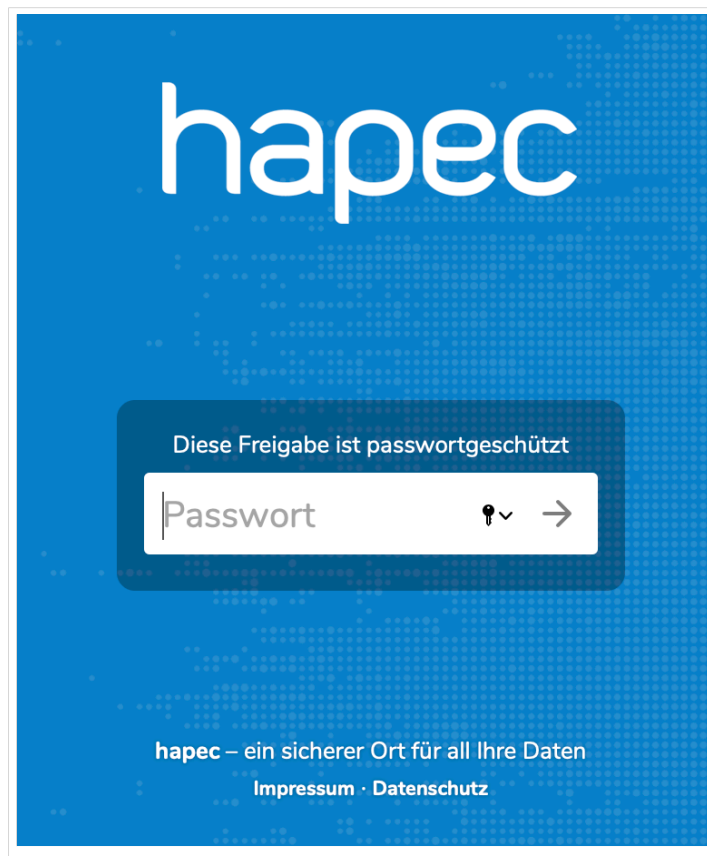 hapec
Diese Freigabe ist passwortgeschützt
Passwort
hapec – ein sicherer Ort für all Ihre Daten
Impressum · Datenschutz